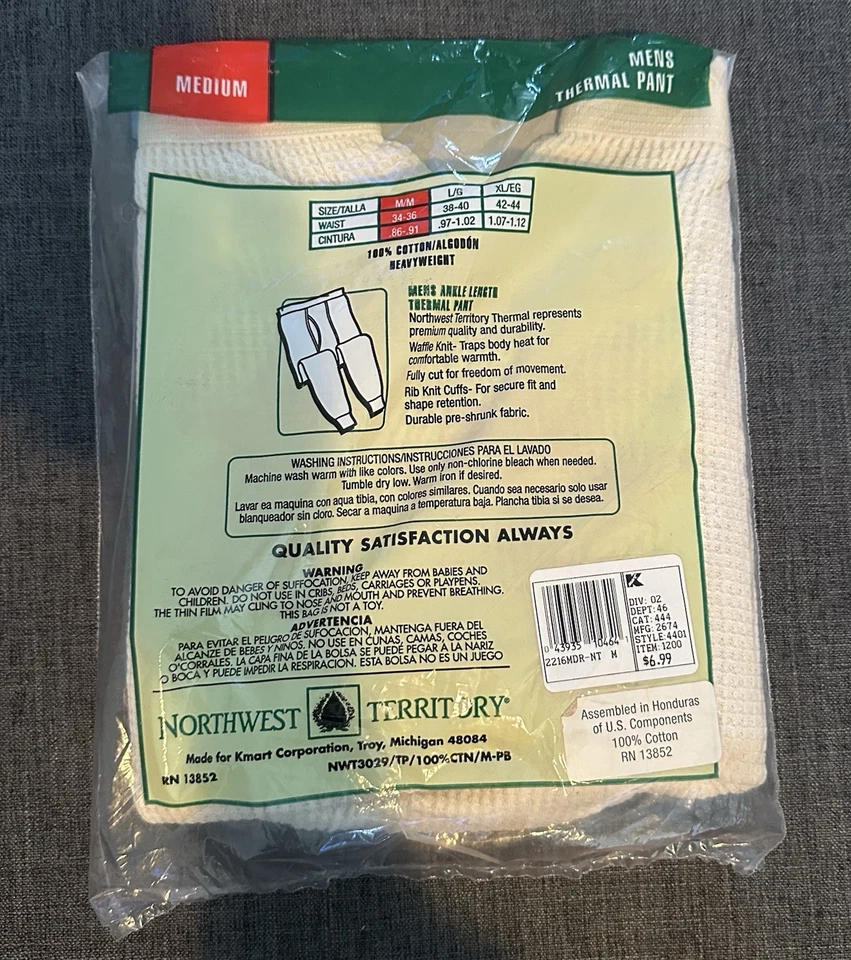 MEDIUM
MENS
THERMAL PANT
SIZE/TALLA M/M L/G XL/EG
WAIST 34-36 38-40 42-44
CINTURA .86-.91 .97-1.02 1.07-1.12
100% COTTON/ALGODÓN
HEAVYWEIGHT
MENS ANKLE LENGTH
THERMAL PANT
Northwest Territory Thermal represents
premium quality and durability.
Waffle Knit- Traps body heat for
comfortable warmth.
Fully cut for freedom of movement.
Rib Knit Cuffs- For secure fit and
shape retention.
Durable pre-shrunk fabric.
WASHING INSTRUCTIONS/INSTRUCCIONES PARA EL LAVADO
Machine wash warm with like colors. Use only non-chlorine bleach when needed.
Tumble dry low. Warm iron if desired.
Lavar ea maquina con aqua tibia, con colores similares. Cuando sea necesario solo usar
blanqueador sin cloro. Secar a maquina a temperatura baja. Plancha tibia si se desea.
QUALITY SATISFACTION ALWAYS
WARNING
TO AVOID DANGER OF SUFFOCATION, KEEP AWAY FROM BABIES AND
CHILDREN. DO NOT USE IN CRIBS, BEDS, CARRIAGES OR PLAYPENS.
THE THIN FILM MAY CLING TO NOSE AND MOUTH AND PREVENT BREATHING.
THIS BAG IS NOT A TOY.
ADVERTENCIA
PARA EVITAR EL PELIGRO DE SUFOCACION, MANTENGA FUERA DEL
ALCANZE DE BEBES Y NINOS. NO USE EN CUNAS, CAMAS, COCHES
O'CORRALES. LA CAPA FINA DE LA BOLSA SE PUEDE PEGAR A LA NARIZ
O BOCA Y PUEDE IMPEDIR LA RESPIRACION. ESTA BOLSA NO ES UN JUEGO
NORTHWEST TERRITORY®
Made for Kmart Corporation, Troy, Michigan 48084
RN 13852 NWT3029/TP/100%CTN/M-PB
K
DIV: 02
DEPT: 46
CAT: 444
MFG: 2674
STYLE: 4401
ITEM: 1200
$6.99
0 43935 10464 1
2216MDR-NT M
Assembled in Honduras
of U.S. Components
100% Cotton
RN 13852